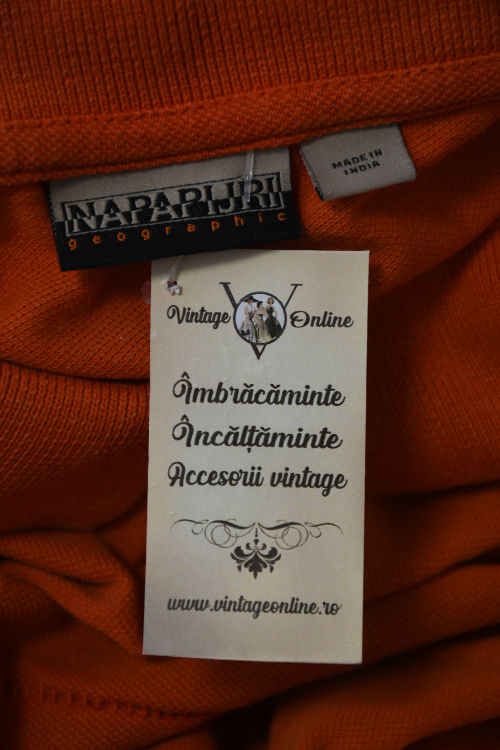 NAPAPIJRI
geographic
MADE IN
INDIA
Vintage Online
Îmbrăcăminte
Încălțăminte
Accesorii vintage
www.vintageonline.ro